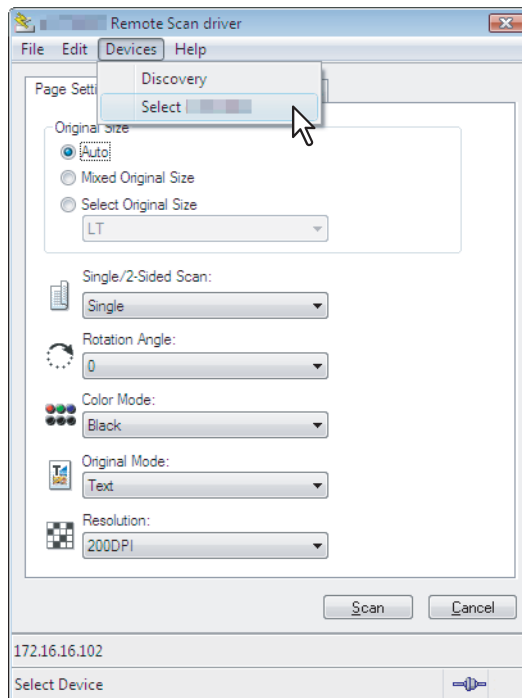 Remote Scan driver
File Edit Devices Help
Discovery
Select
Page Setti
Original Size
Auto
Mixed Original Size
Select Original Size
LT
Single/2-Sided Scan:
Single
Rotation Angle:
0
Color Mode:
Black
Original Mode:
Text
Resolution:
200DPI
Scan Cancel
172.16.16.102
Select Device